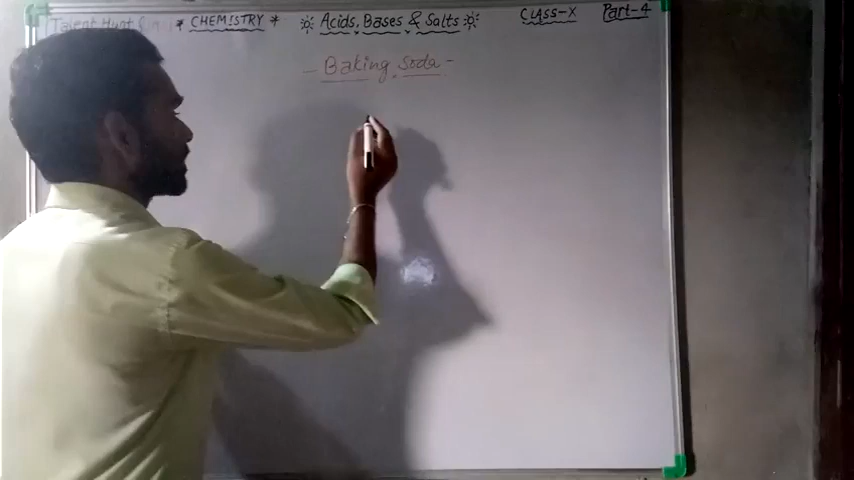 Talent Hunt * CHEMISTRY * Acids, Bases & Salts CLASS-X Part-4
- Baking Soda -